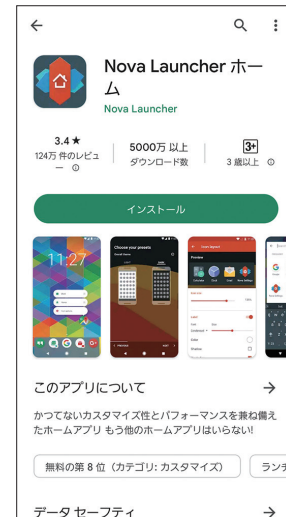 Nova Launcher ホー
ム
Nova Launcher
3.4★
124万 件のレビュ
ー
5000万 以上
ダウンロード数
3+
3 歳以上
インストール
11:27
Choose your presets
Preview
このアプリについて
かつてないカスタマイズ性とパフォーマンスを兼ね備え
たホームアプリ もう他のホームアプリはいらない!
無料の第 8 位（カテゴリ: カスタマイズ）
ランチ
データ セーフティ